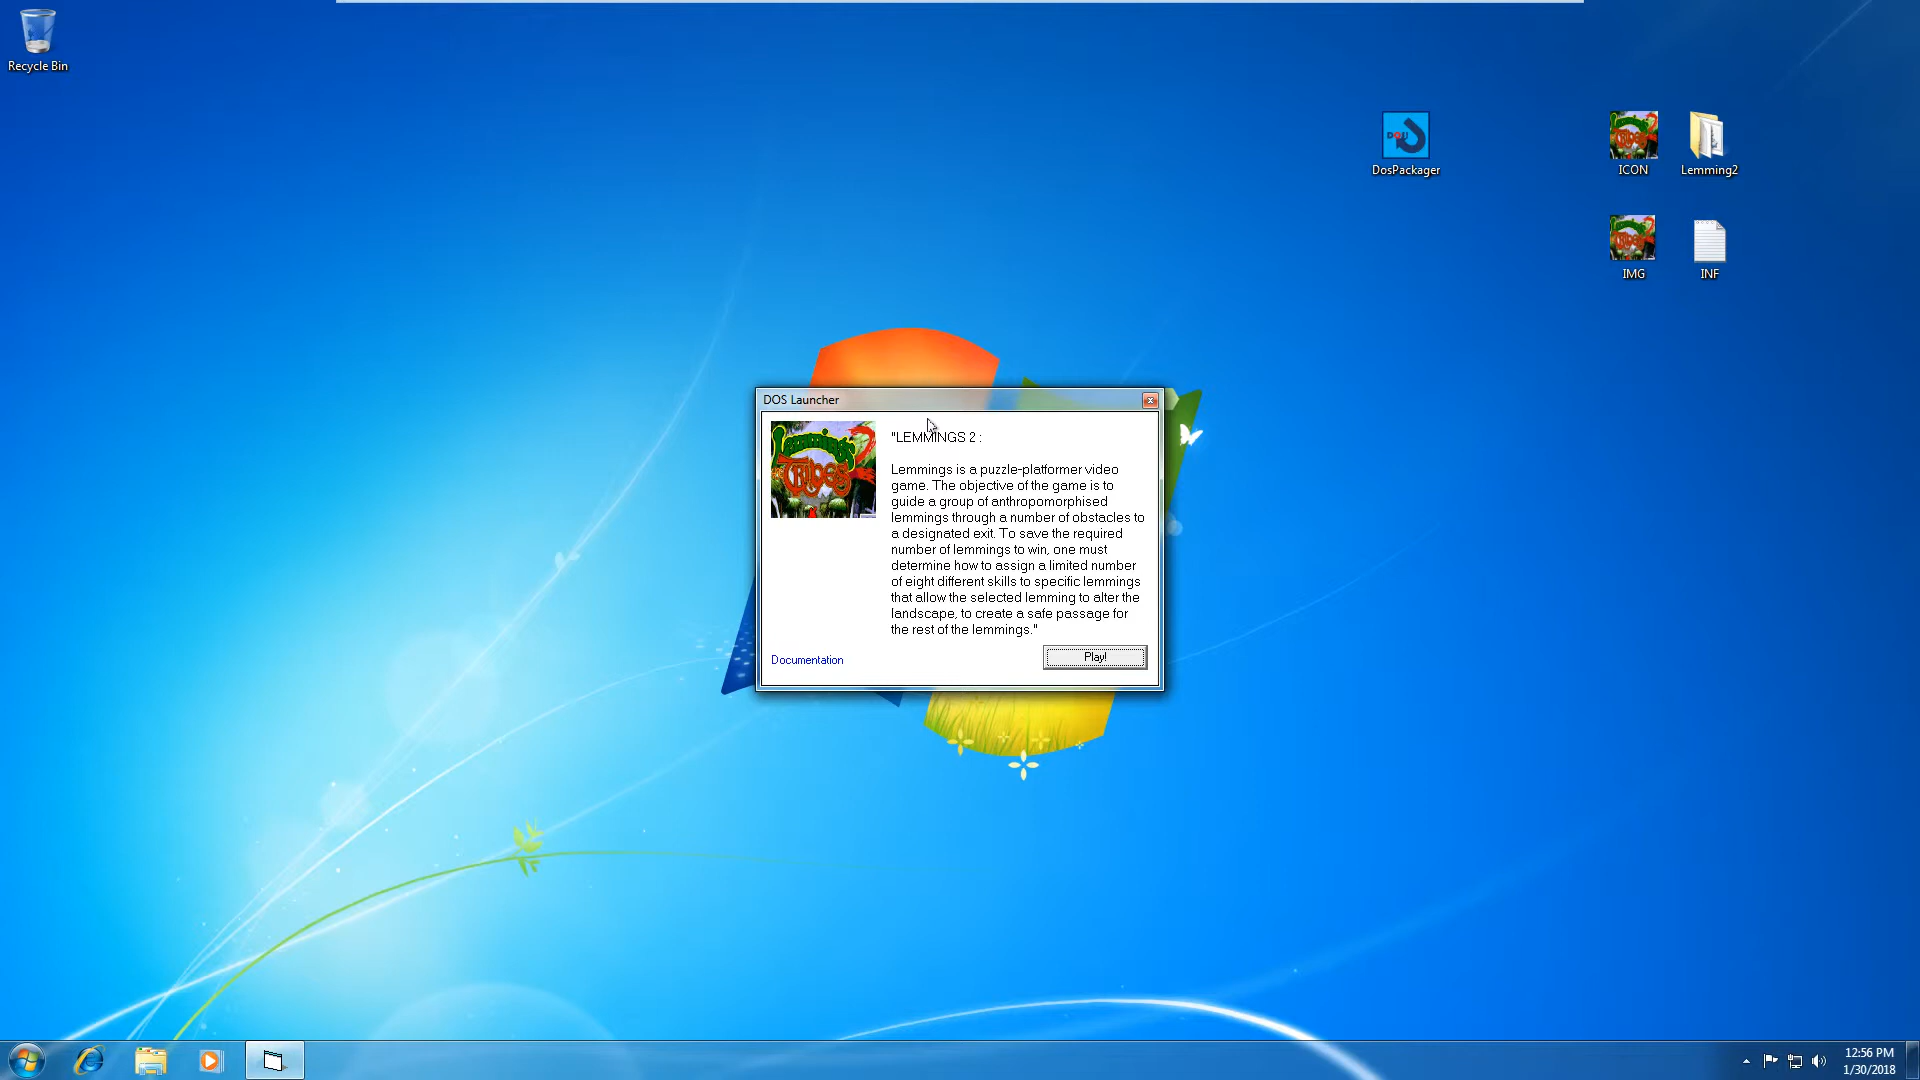 Recycle Bin
DosPackager
ICON
Lemming2
IMG
INF
DOS Launcher
Lemmings 2
The
TRIBES
"LEMMINGS 2 :
Lemmings is a puzzle-platformer video
game. The objective of the game is to
guide a group of anthropomorphised
lemmings through a number of obstacles to
a designated exit. To save the required
number of lemmings to win, one must
determine how to assign a limited number
of eight different skills to specific lemmings
that allow the selected lemming to alter the
landscape, to create a safe passage for
the rest of the lemmings."
Documentation
Play!
12:56 PM
1/30/2018